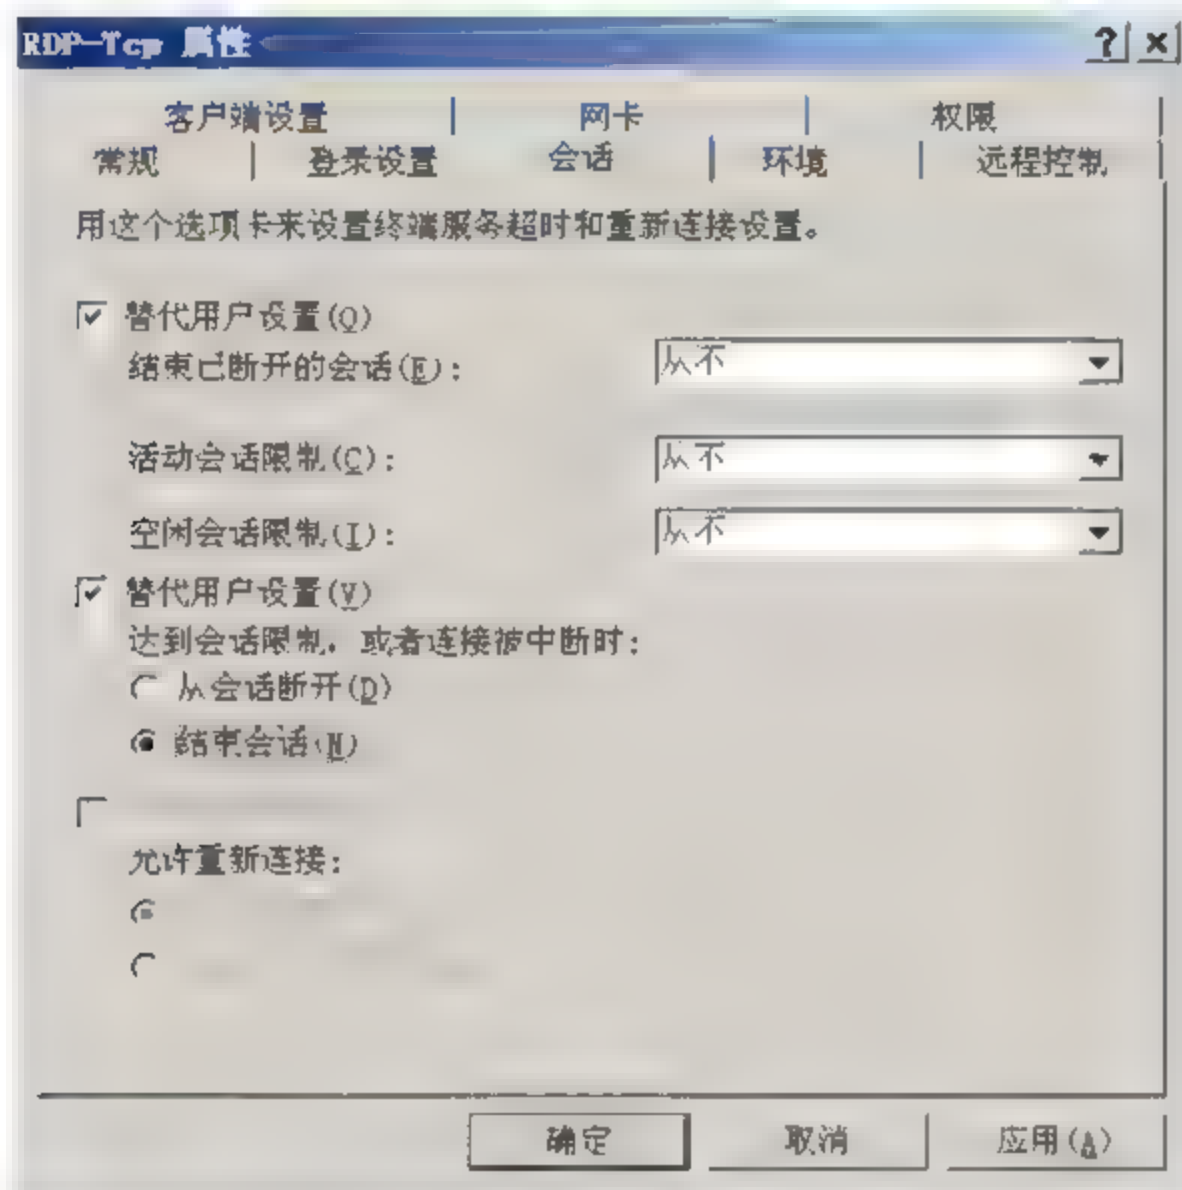 RDP-Tcp 属性
客户端设置 网卡 权限
常规 登录设置 会话 环境 远程控制
用这个选项卡来设置终端服务超时和重新连接设置。
替代用户设置(O)
结束已断开的会话(E): 从不
活动会话限制(C): 从不
空闲会话限制(I): 从不
替代用户设置(V)
达到会话限制，或者连接被中断时:
从会话断开(D)
结束会话(N)
允许重新连接:
确定 取消 应用(A)